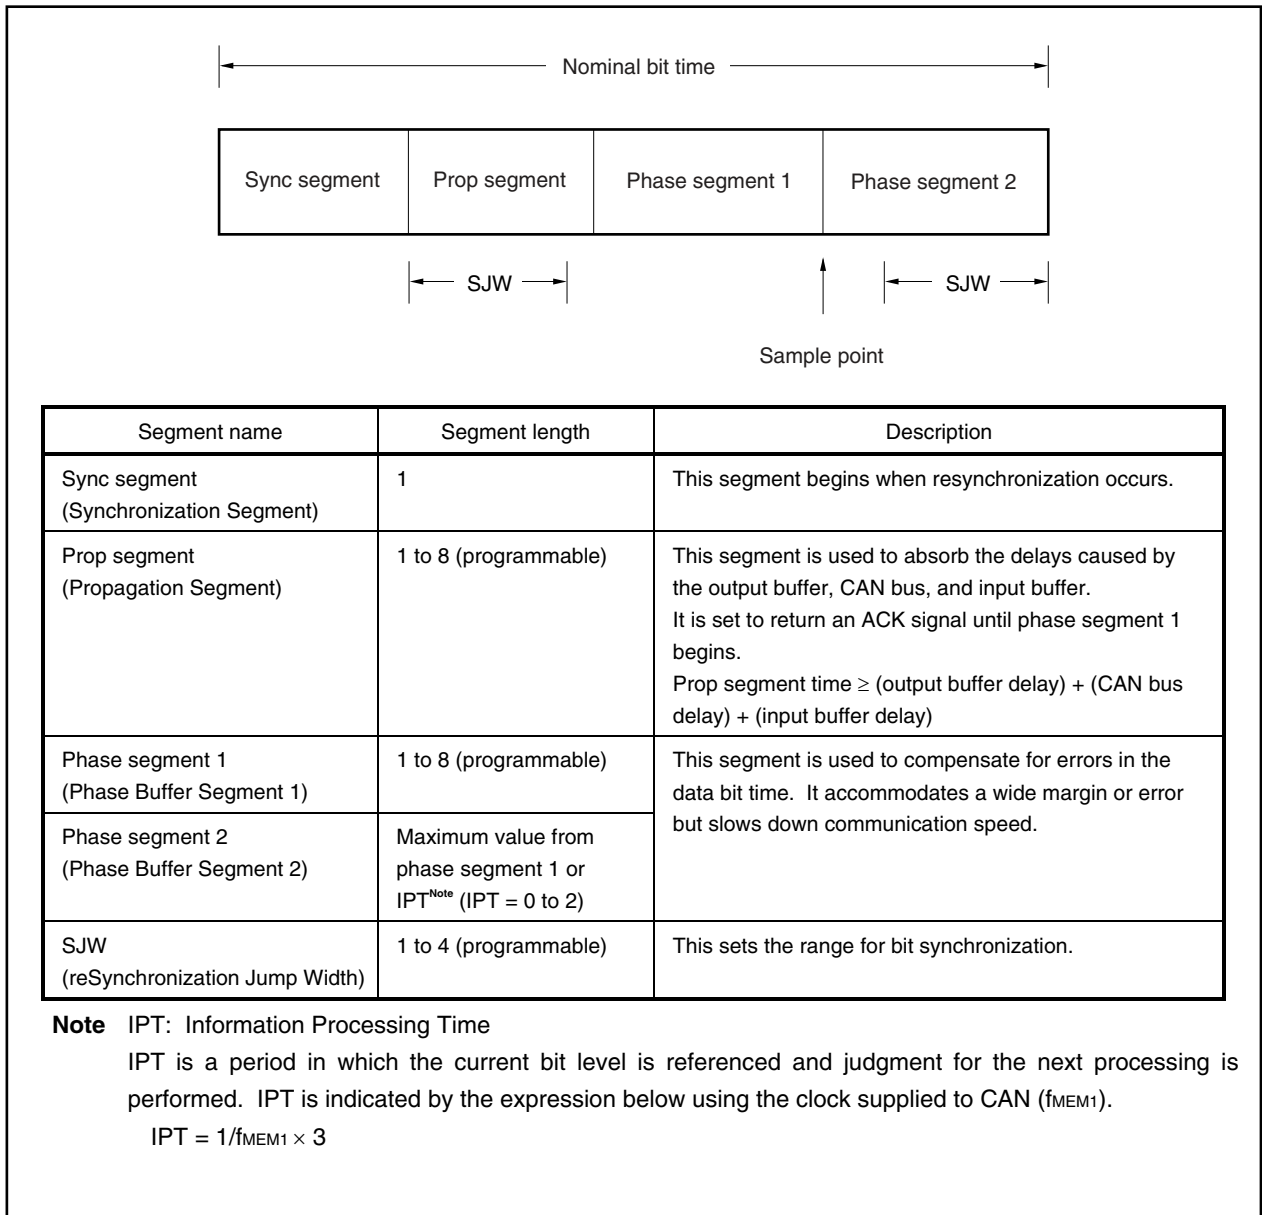 Nominal bit time
Sync segment
Prop segment
Phase segment 1
Phase segment 2
SJW
SJW
Sample point
Segment name
Segment length
Description
Sync segment
(Synchronization Segment)
1
This segment begins when resynchronization occurs.
Prop segment
(Propagation Segment)
1 to 8 (programmable)
This segment is used to absorb the delays caused by
the output buffer, CAN bus, and input buffer.
It is set to return an ACK signal until phase segment 1
begins.
Prop segment time ≥ (output buffer delay) + (CAN bus
delay) + (input buffer delay)
Phase segment 1
(Phase Buffer Segment 1)
1 to 8 (programmable)
This segment is used to compensate for errors in the
data bit time.  It accommodates a wide margin or error
but slows down communication speed.
Phase segment 2
(Phase Buffer Segment 2)
Maximum value from
phase segment 1 or
IPTNote (IPT = 0 to 2)
SJW
(reSynchronization Jump Width)
1 to 4 (programmable)
This sets the range for bit synchronization.
Note IPT:  Information Processing Time
IPT is a period in which the current bit level is referenced and judgment for the next processing is
performed.  IPT is indicated by the expression below using the clock supplied to CAN (fMEM1).
IPT = 1/fMEM1 × 3